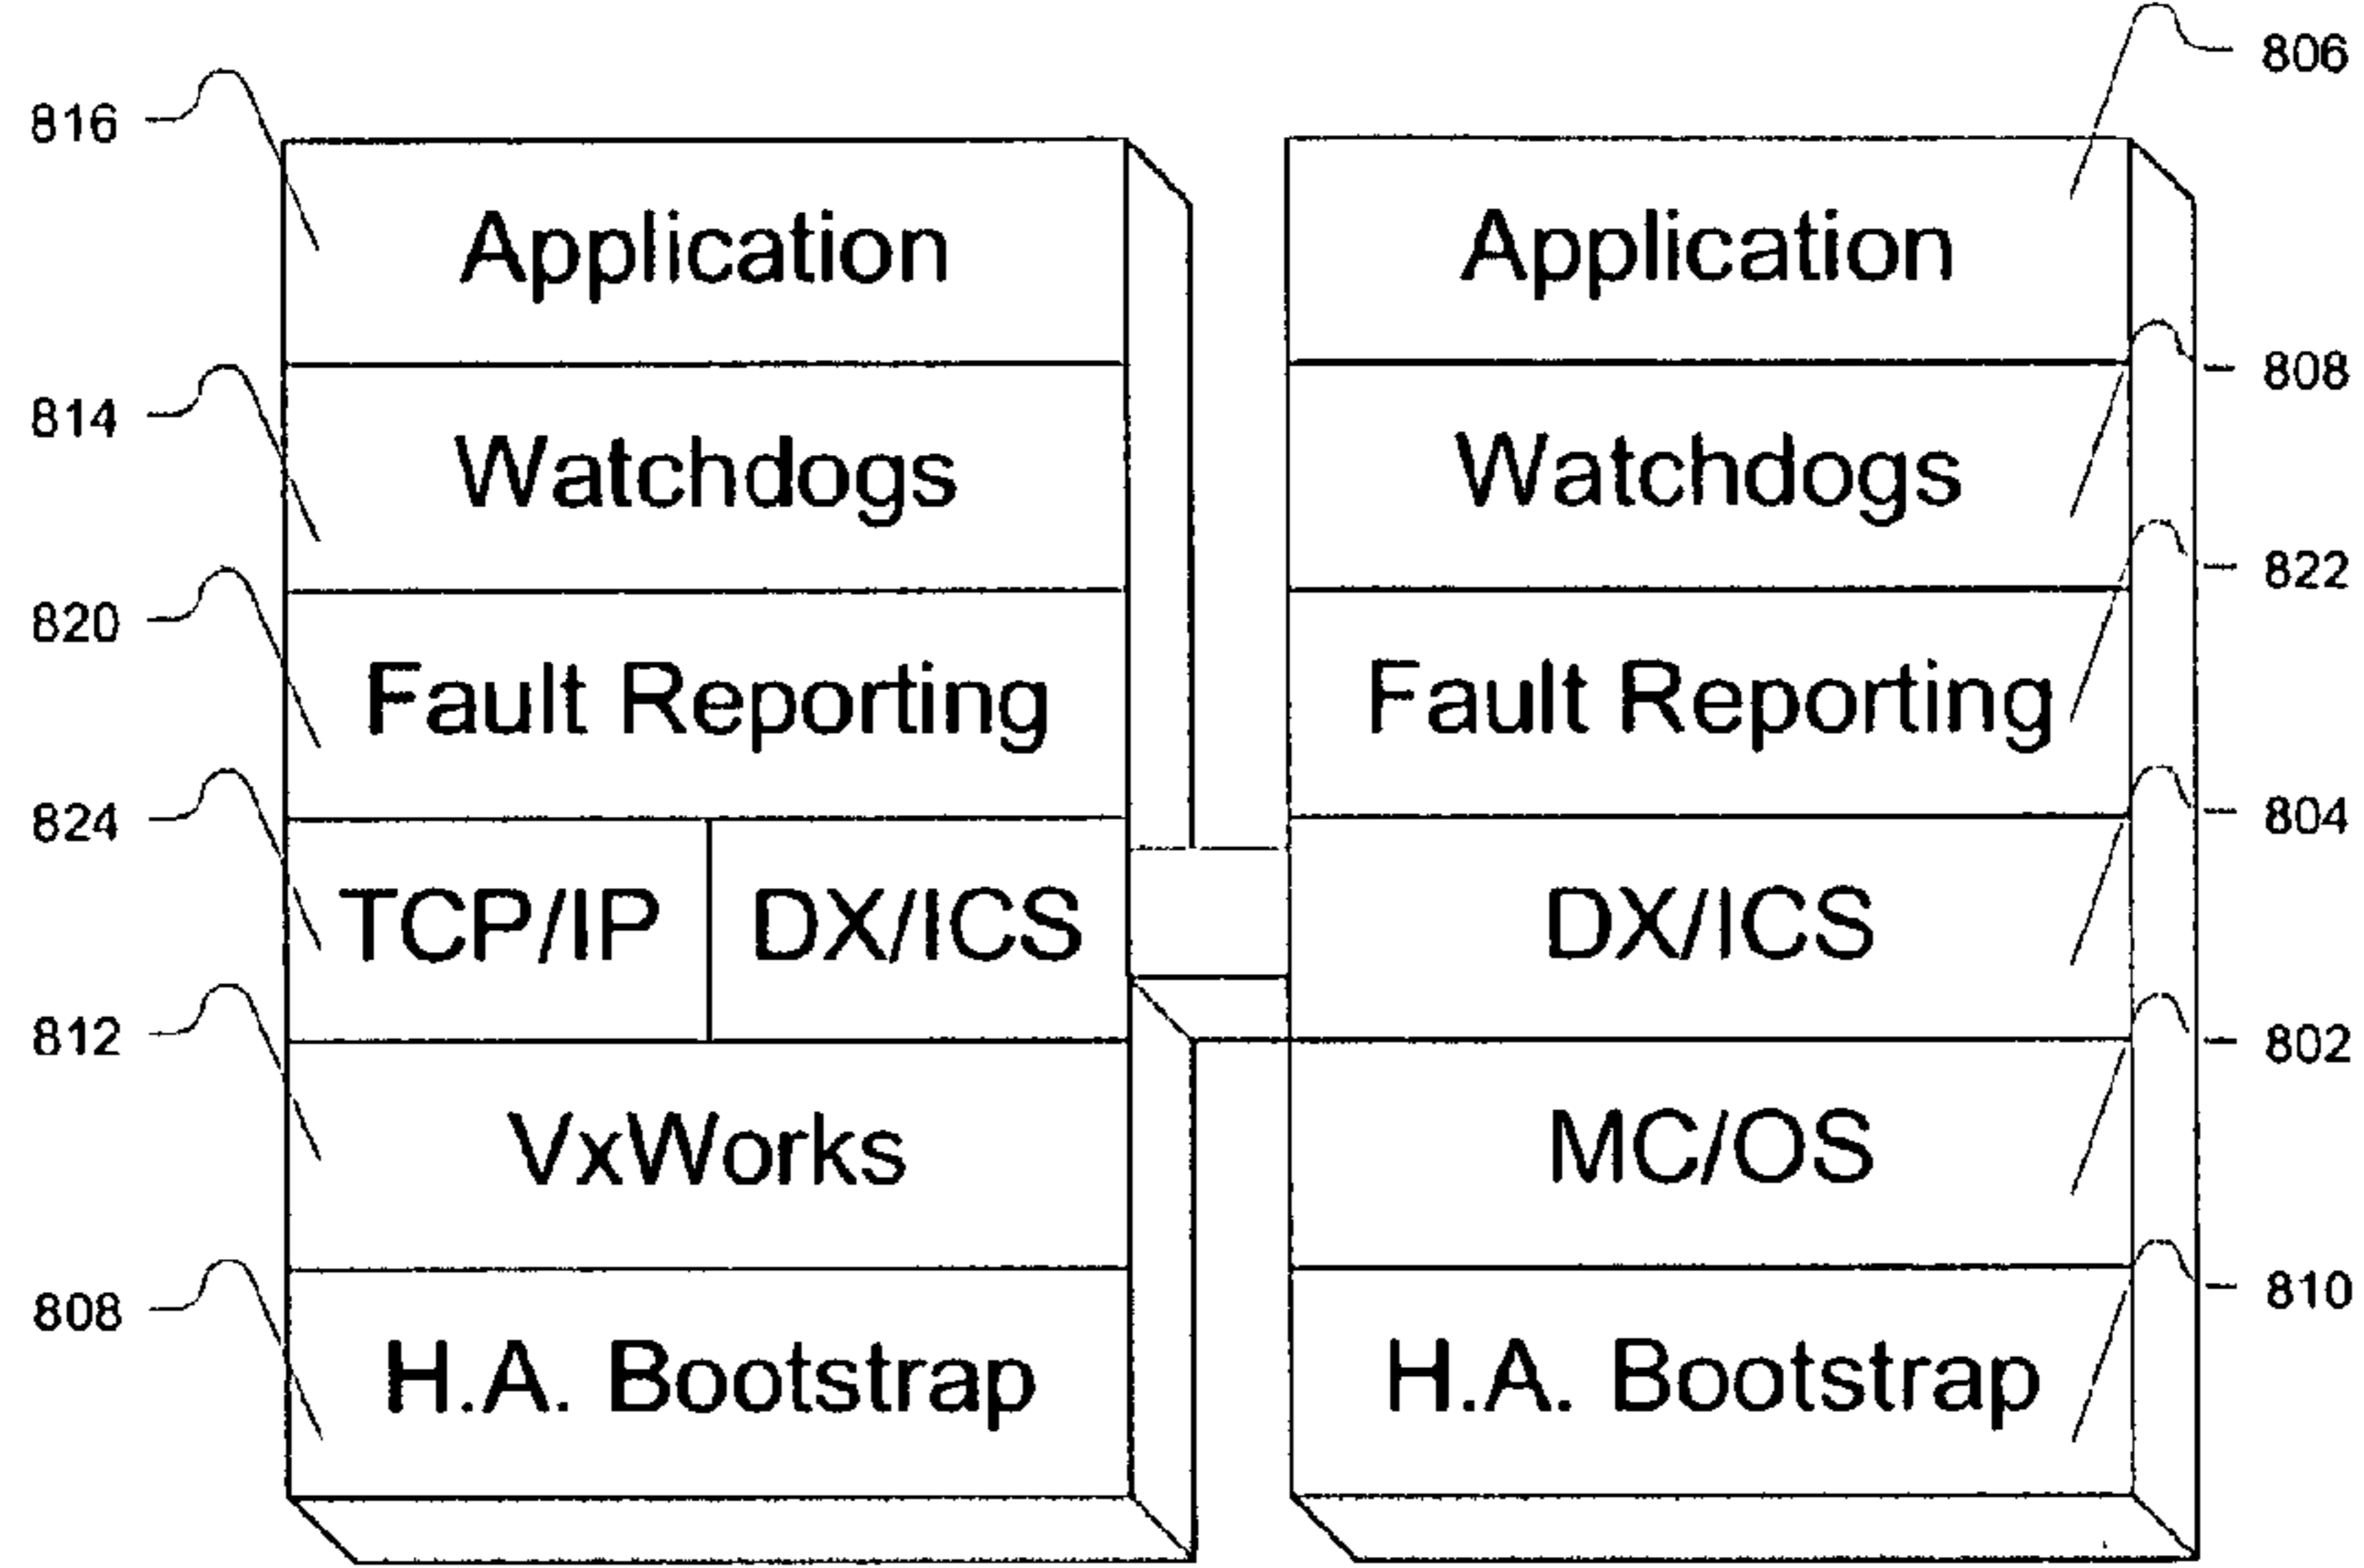 806
816
Application Application
808
814
Watchdogs Watchdogs
822
820
Fault Reporting Fault Reporting
824 804
TCP/IP DX/ICS DX/ICS
812 802
VxWorks MC/OS
808 810
H.A. Bootstrap H.A. Bootstrap